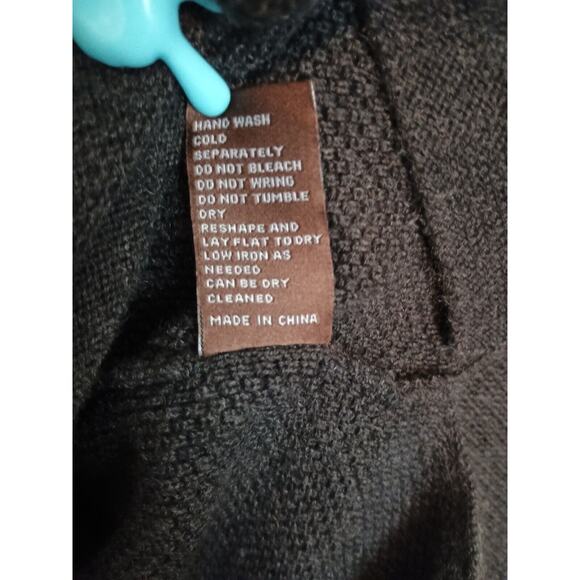 HAND WASH
COLD
SEPARATELY
DO NOT BLEACH
DO NOT WRING
DO NOT TUMBLE
DRY
RESHAPE AND
LAY FLAT TO DRY
LOW IRON AS
NEEDED
CAN BE DRY
CLEANED
MADE IN CHINA